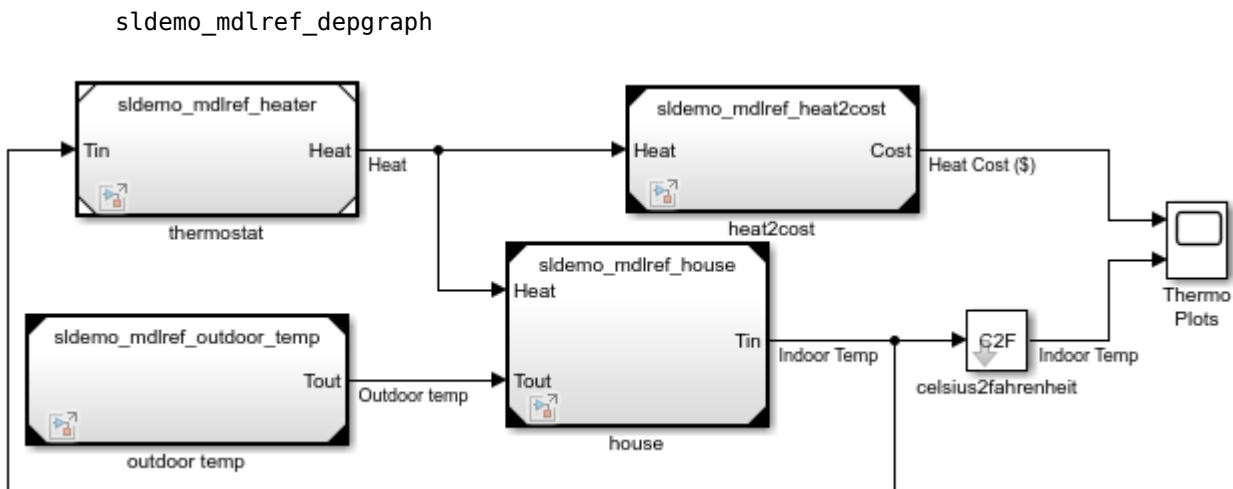 sldemo_mdlref_depgraph
sldemo_mdlref_heater
Tin
Heat
Heat
thermostat
sldemo_mdlref_heat2cost
Heat
Cost
Heat Cost ($)
heat2cost
Thermo
Plots
sldemo_mdlref_house
Heat
Tin
Tout
Indoor Temp
house
C2F
Indoor Temp
celsius2fahrenheit
sldemo_mdlref_outdoor_temp
Tout
Outdoor temp
outdoor temp